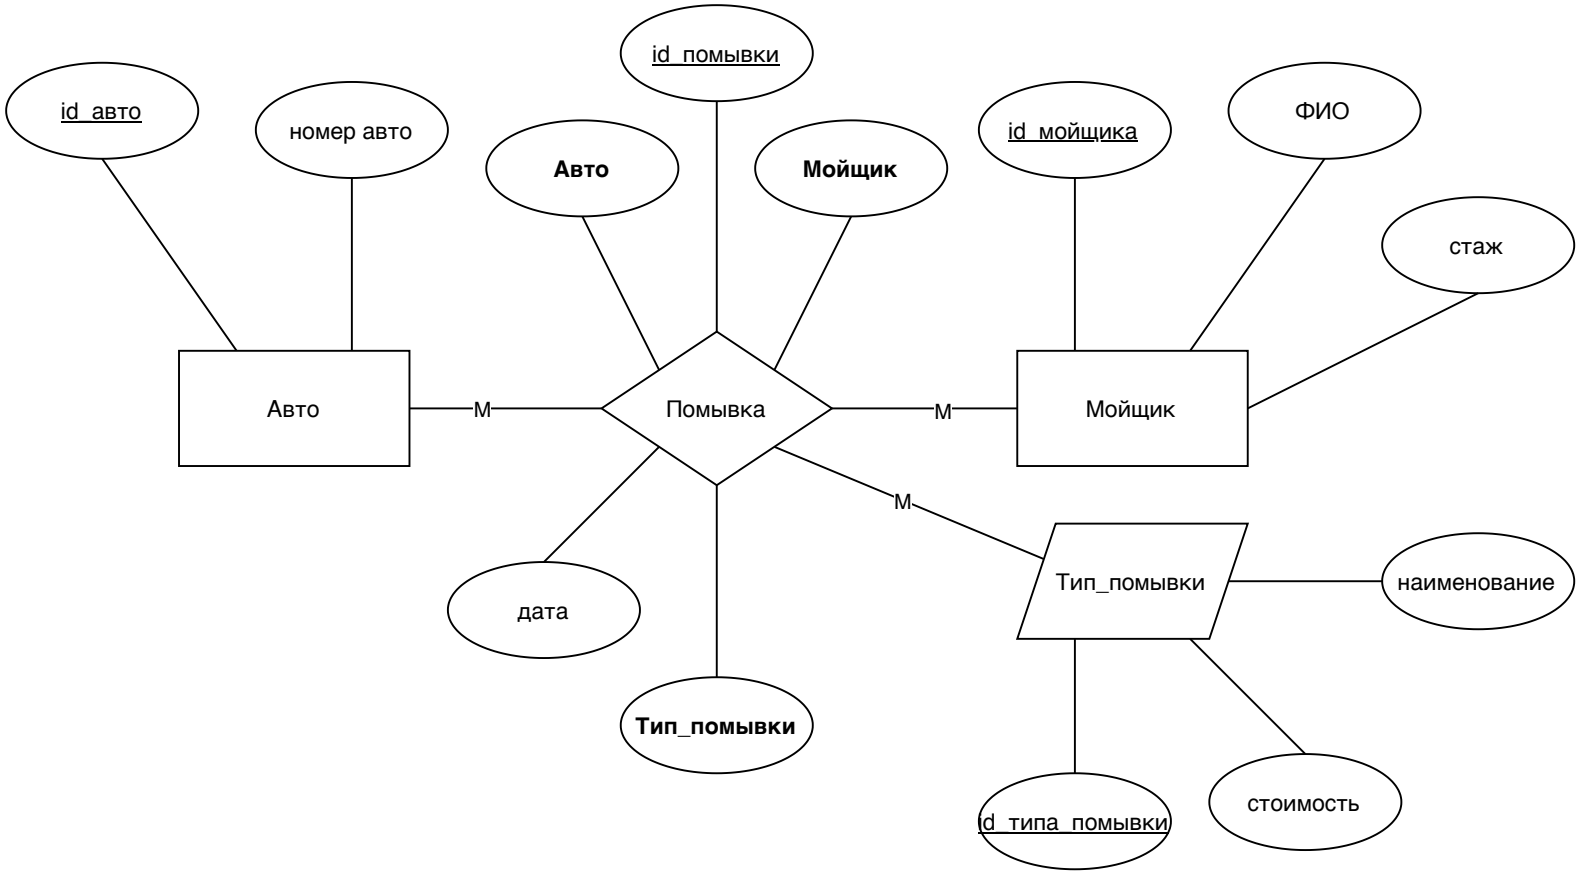 id_помывки
id_авто
номер авто
Авто
Мойщик
id_мойщика
ФИО
стаж
Авто
М
Помывка
М
Мойщик
М
Тип_помывки
наименование
дата
Тип_помывки
id_типа_помывки
стоимость